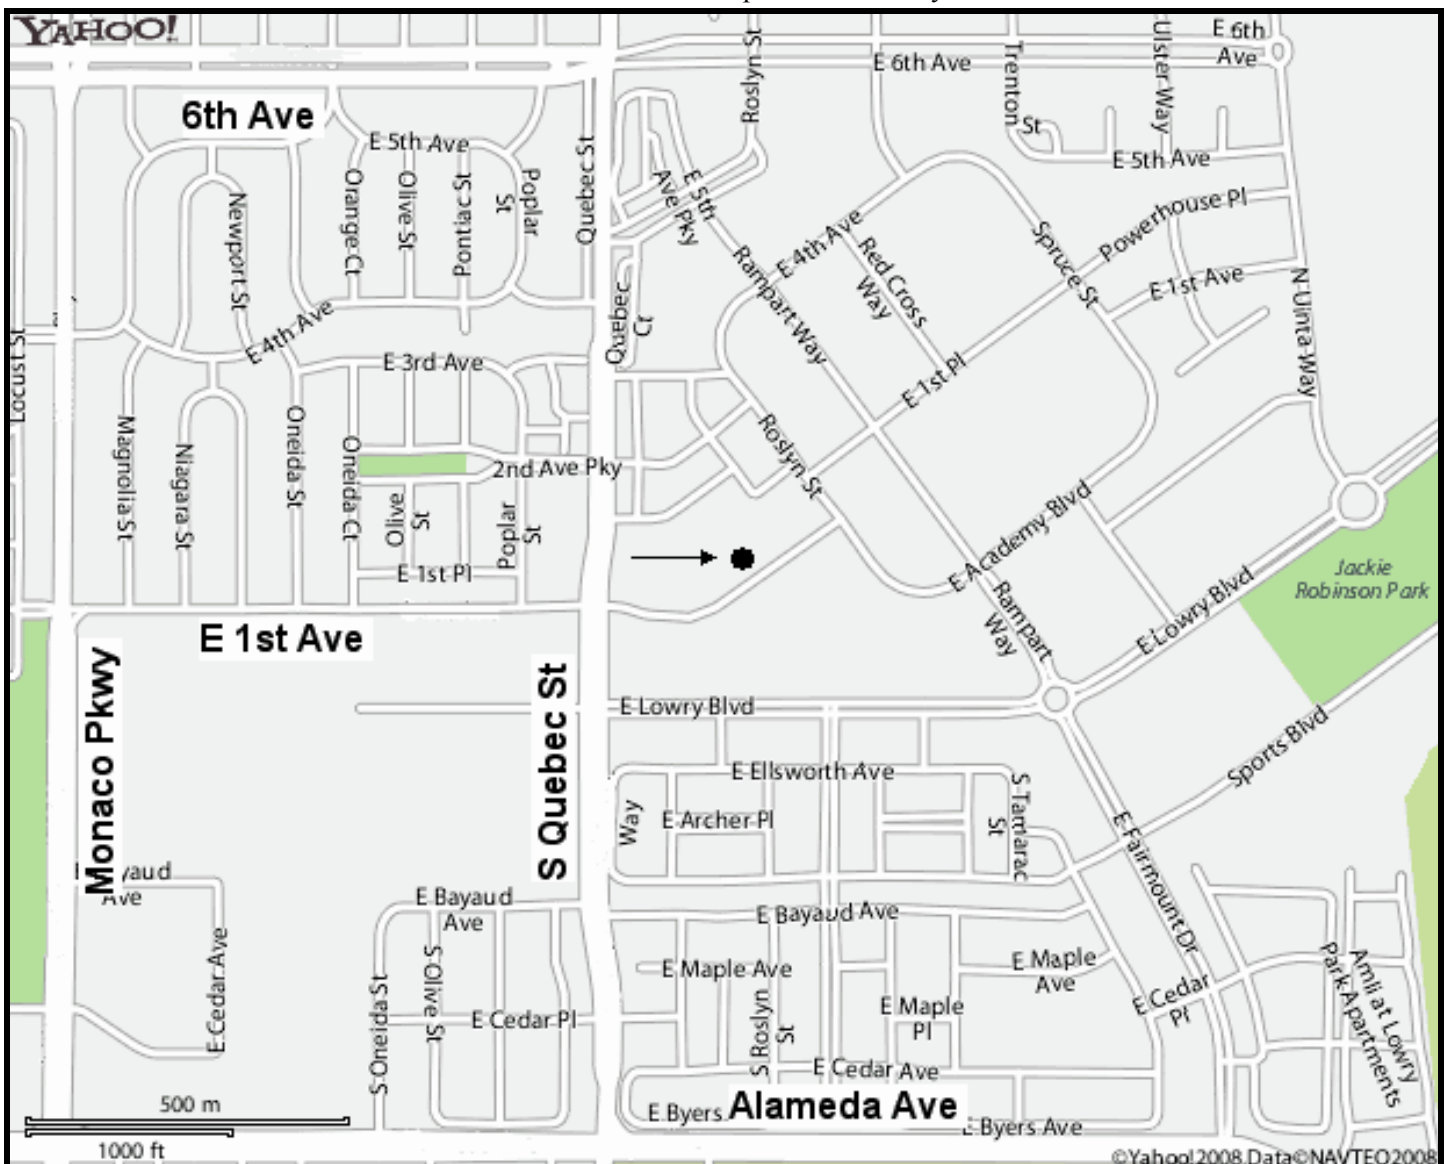 YAHOO!
6th Ave
E 6th
Ave
E 6th Ave
Roslyn St
Trenton
St
Ulster Way
E 5th Ave
E 5th Ave
E 5th
Ave Pky
Orange Ct
Olive St
Pontiac St
Poplar
St
Quebec St
Newport St
Powerhouse Pl
E 4th Ave
Red Cross
Way
Spruce St
E 1st Ave
N Uinta Way
Rampart Way
E 4th Ave
Quebec
Ct
Locust St
E 3rd Ave
E 1st Pl
Magnolia St
Niagara St
Oneida St
Oneida Ct
2nd Ave Pky
Roslyn St
Olive
St
Poplar
St
E 1st Pl
E Academy Blvd
Jackie
Robinson Park
Rampart
Way
E Lowry Blvd
E 1st Ave
Monaco Pkwy
S Quebec St
E Lowry Blvd
Sports Blvd
E Ellsworth Ave
Way
E Archer Pl
S Tamarac
St
E Fairmount Dr
yaud
Ave
E Bayaud
Ave
E Bayaud Ave
E Cedar Ave
S Oneida St
S Olive St
E Maple Ave
E Maple
Ave
E Cedar
Pl
Amli at Lowry
Park Apartments
E Cedar Pl
S Roslyn
St
E Maple
Pl
E Cedar Ave
500 m
1000 ft
E Byers
Alameda Ave
E Byers Ave
©Yahoo! 2008 Data©NAVTEQ2008